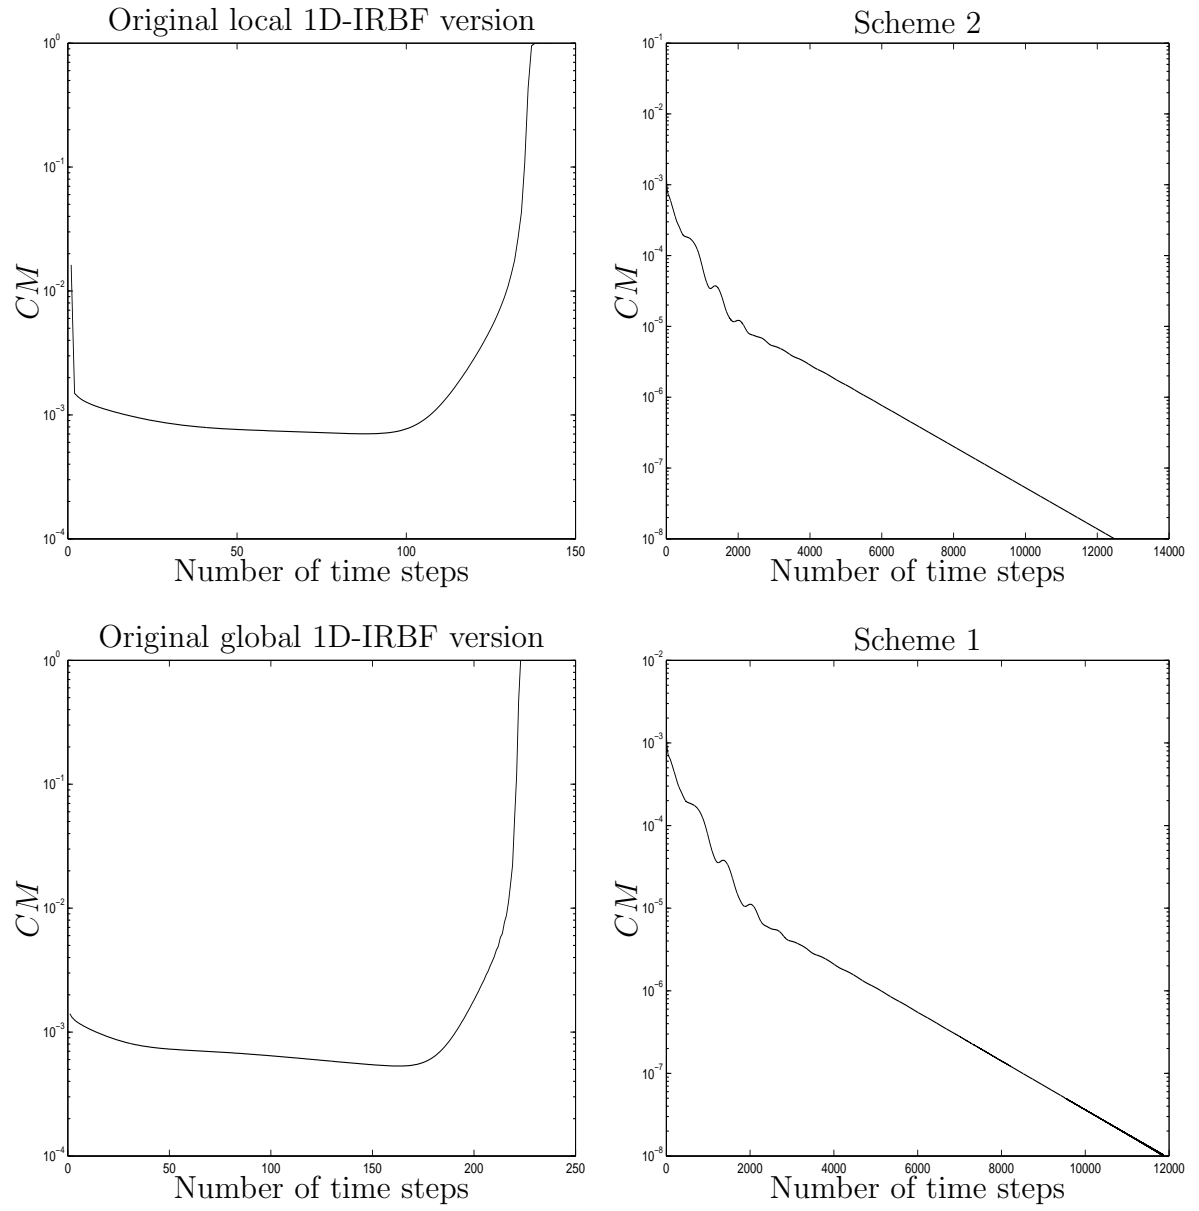 Original local 1D-IRBF version
10^0
10^-1
10^-2
10^-3
10^-4
CM
0 50 100 150
Number of time steps
Scheme 2
10^-1
10^-2
10^-3
10^-4
10^-5
10^-6
10^-7
10^-8
CM
0 2000 4000 6000 8000 10000 12000 14000
Number of time steps
Original global 1D-IRBF version
10^0
10^-1
10^-2
10^-3
10^-4
CM
0 50 100 150 200 250
Number of time steps
Scheme 1
10^-2
10^-3
10^-4
10^-5
10^-6
10^-7
10^-8
CM
0 2000 4000 6000 8000 10000 12000
Number of time steps